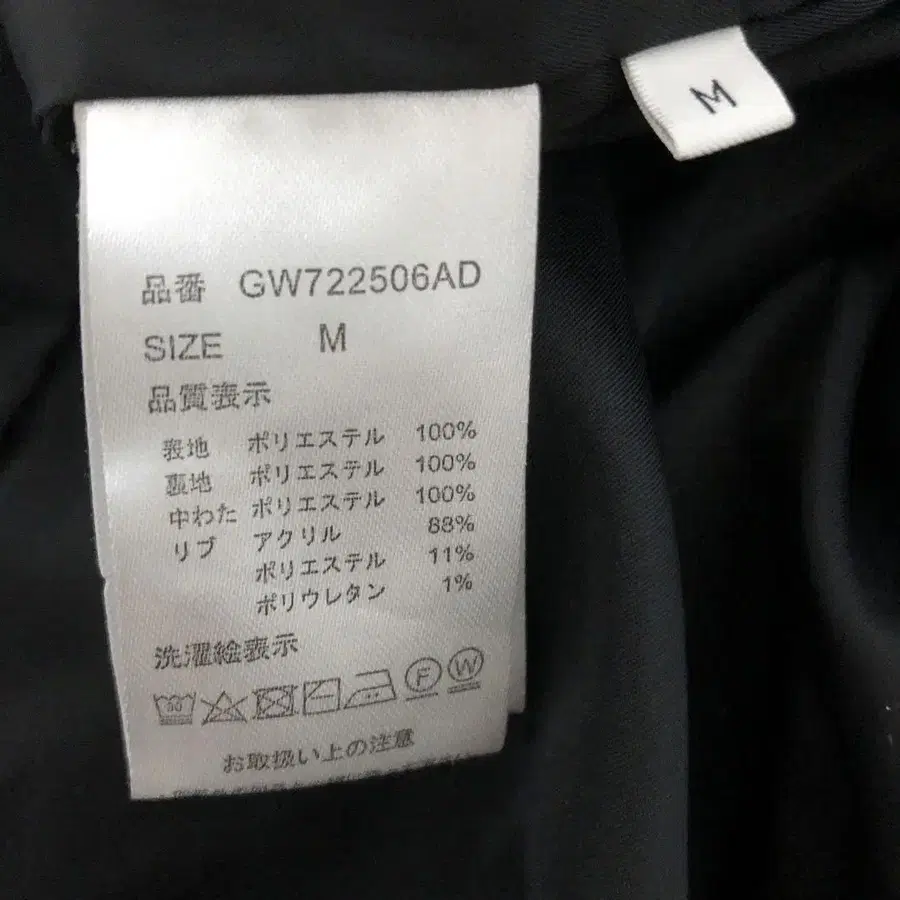 M
品番 GW722506AD
SIZE M
品質表示
表地 ポリエステル 100%
裏地 ポリエステル 100%
中わた ポリエステル 100%
リブ アクリル 88%
ポリエステル 11%
ポリウレタン 1%
洗濯絵表示
30 F W
お取扱い上の注意